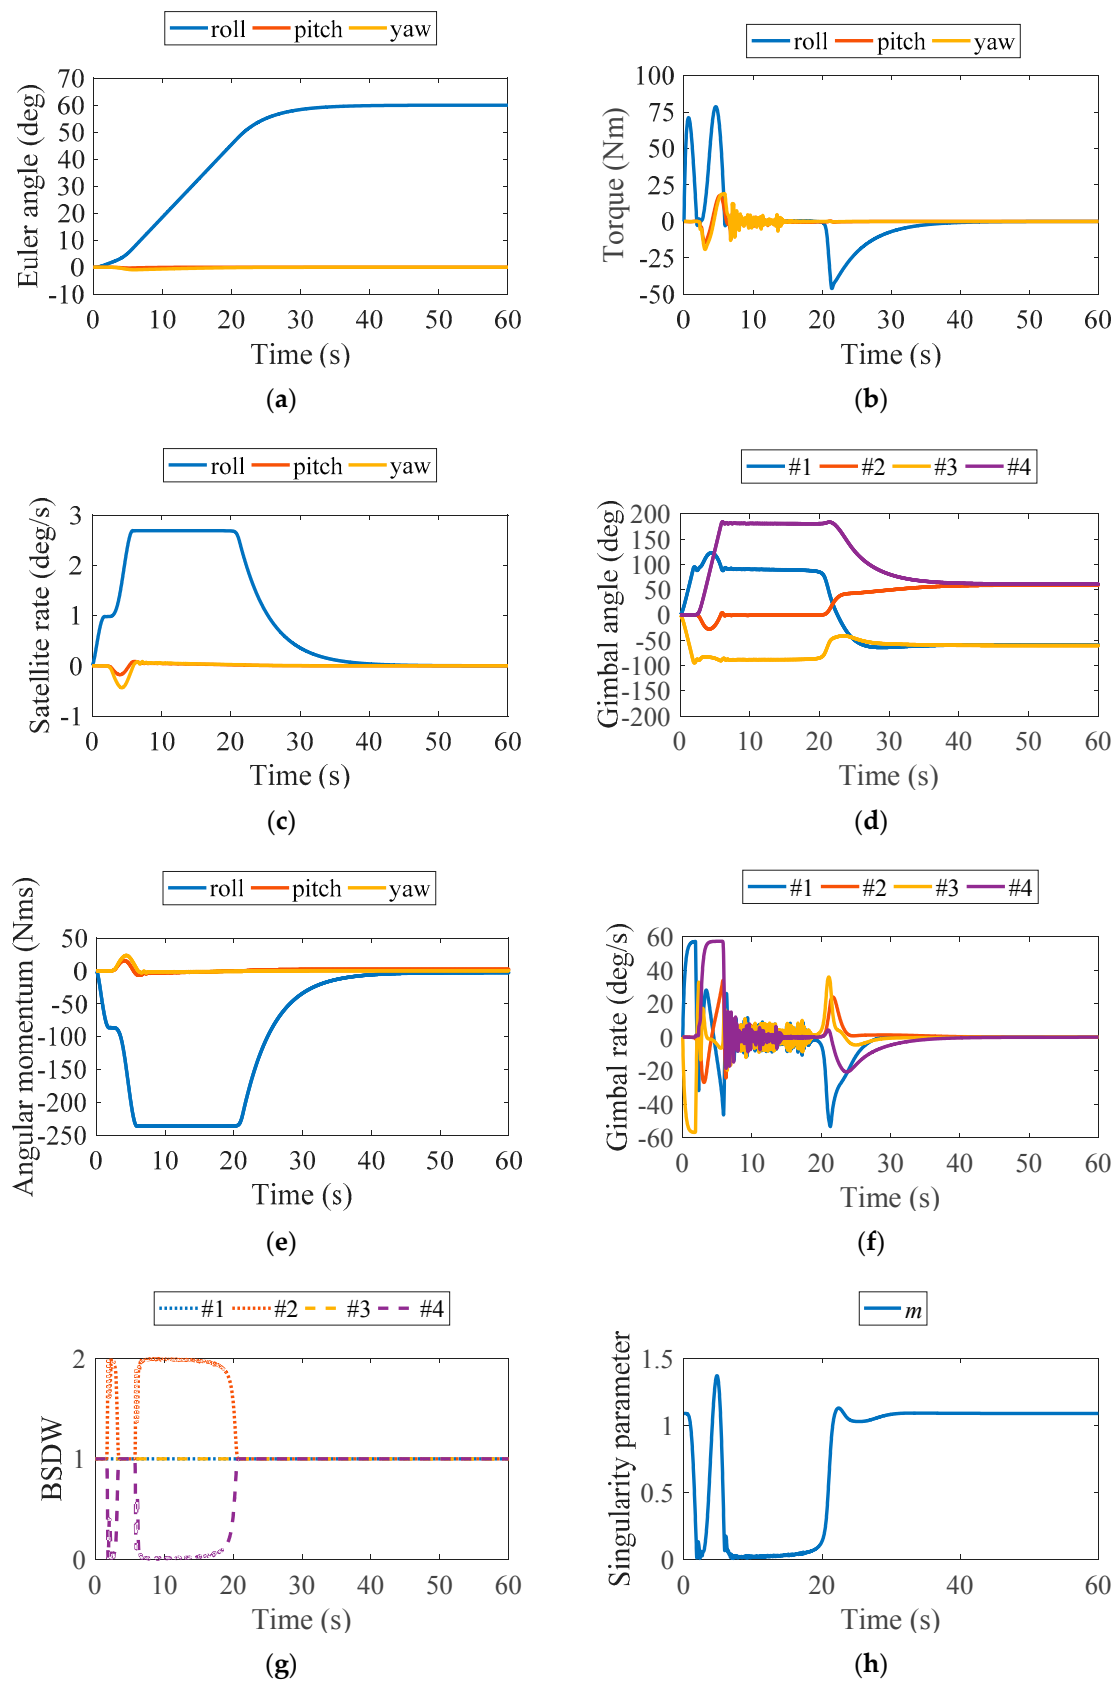 roll pitch yaw
70
60
50
40
30
20
10
0
-10
Euler angle (deg)
0 10 20 30 40 50 60
Time (s)
(a)
roll pitch yaw
100
75
50
25
0
-25
-50
Torque (Nm)
0 10 20 30 40 50 60
Time (s)
(b)
roll pitch yaw
3
2
1
0
-1
Satellite rate (deg/s)
0 10 20 30 40 50 60
Time (s)
(c)
#1 #2 #3 #4
200
150
100
50
0
-50
-100
-150
-200
Gimbal angle (deg)
0 10 20 30 40 50 60
Time (s)
(d)
roll pitch yaw
50
0
-50
-100
-150
-200
-250
Angular momentum (Nms)
0 10 20 30 40 50 60
Time (s)
(e)
#1 #2 #3 #4
60
40
20
0
-20
-40
-60
Gimbal rate (deg/s)
0 10 20 30 40 50 60
Time (s)
(f)
#1 #2 #3 #4
2
1
0
BSDW
0 10 20 30 40 50 60
Time (s)
(g)
m
1.5
1
0.5
0
Singularity parameter
0 20 40 60
Time (s)
(h)